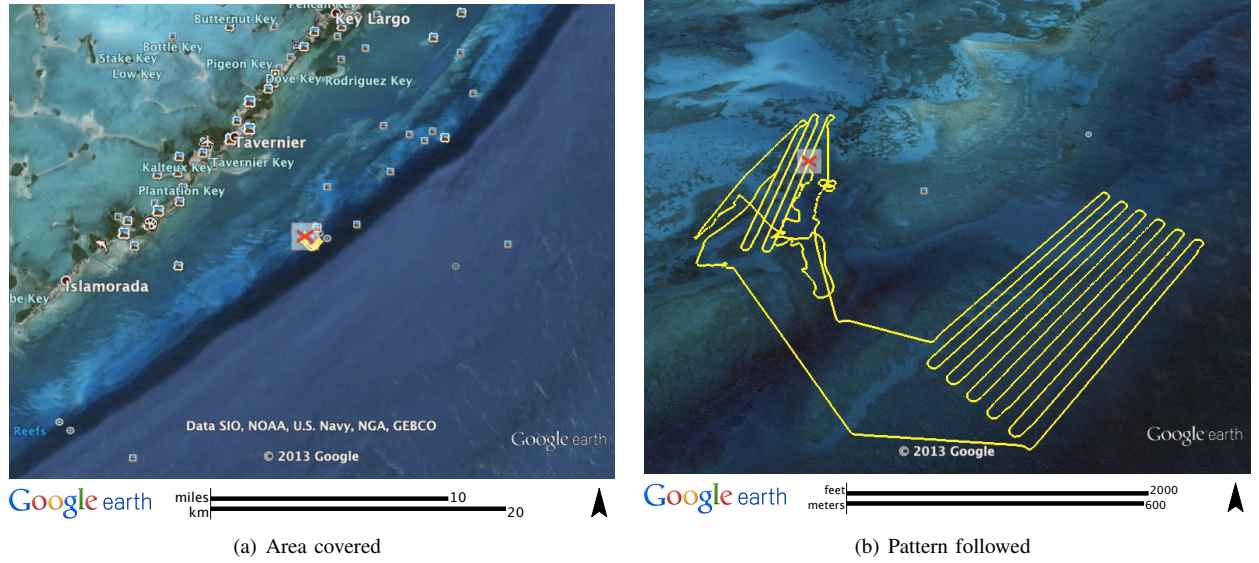 Pelican Key
Key Largo
Butternut Key
Bottle Key
Stake Key
Low Key
Pigeon Key
Dove Key
Rodriguez Key
Tavernier
Kalteux Key
Tavernier Key
Plantation Key
Islamorada
be Key
Reefs
Data SIO, NOAA, U.S. Navy, NGA, GEBCO
Google earth
© 2013 Google
Google earth
miles 10
km 20
(a) Area covered
Google earth
© 2013 Google
Google earth
feet 2000
meters 600
(b) Pattern followed